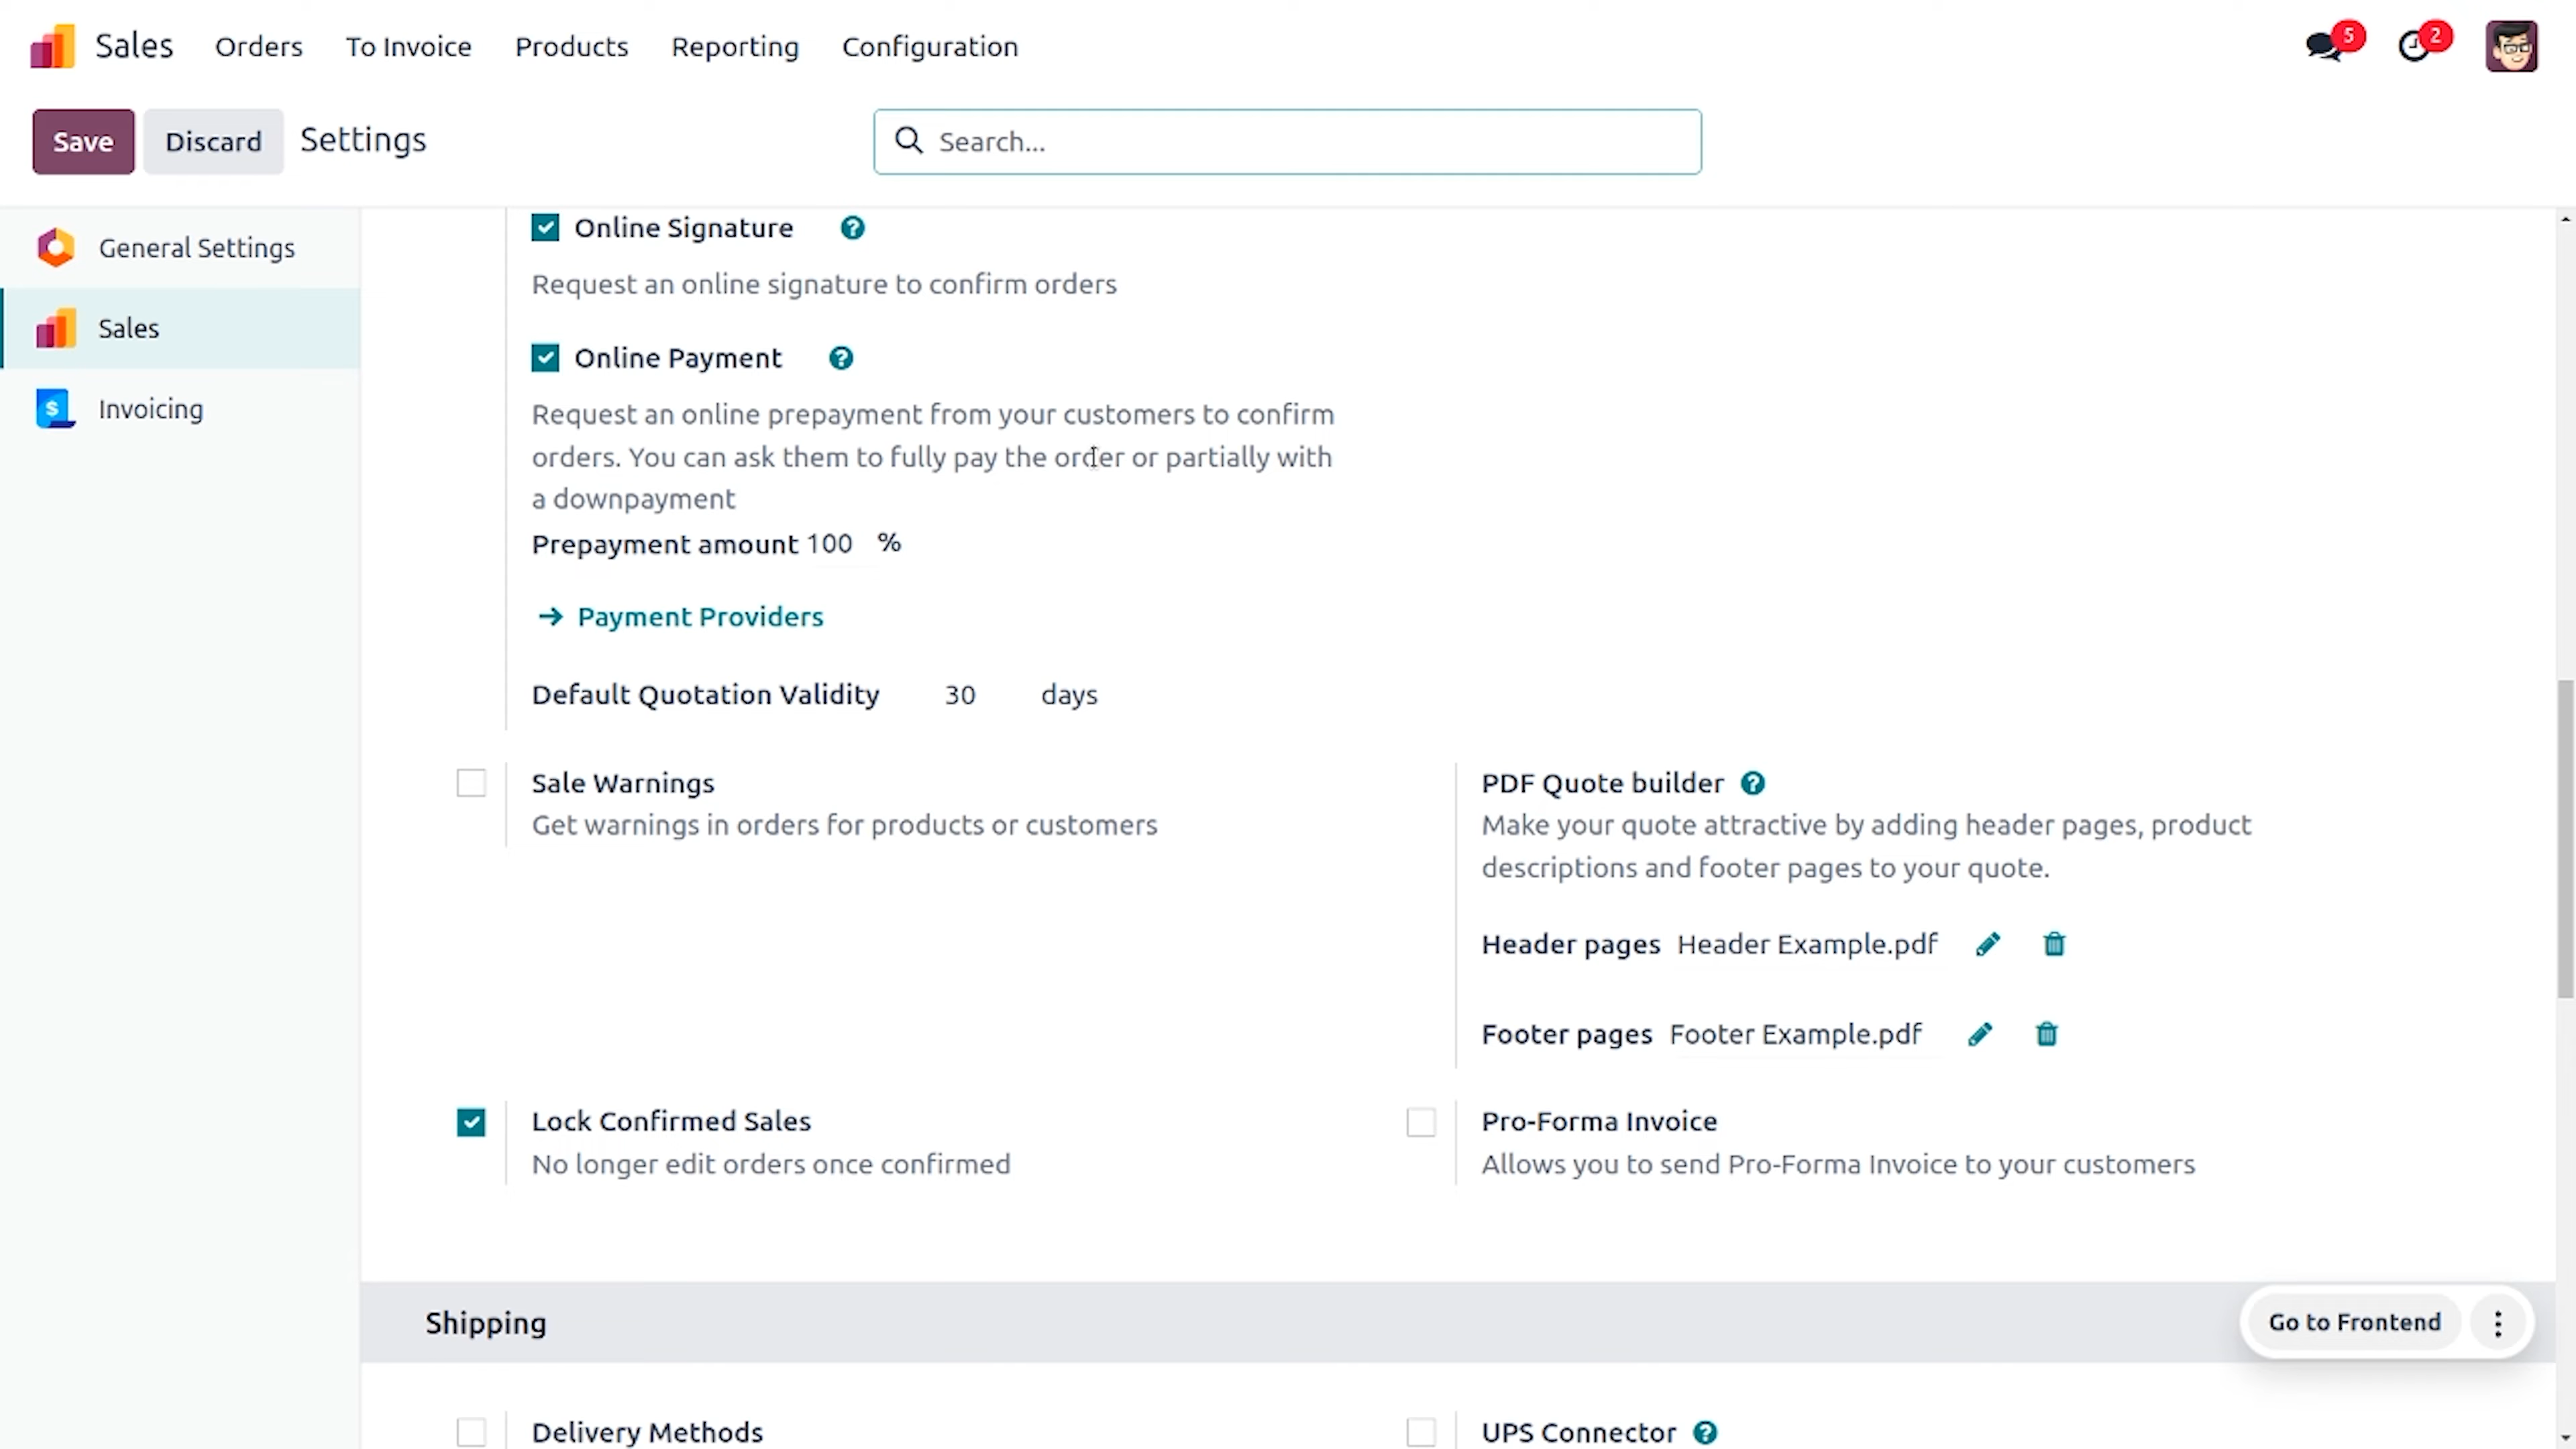 Sales Orders To Invoice Products Reporting Configuration 5 2
Save Discard Settings Search...
General Settings
Sales
Invoicing
$
Online Signature ?
Request an online signature to confirm orders
Online Payment ?
Request an online prepayment from your customers to confirm
orders. You can ask them to fully pay the order or partially with
a downpayment
Prepayment amount 100 %
→ Payment Providers
Default Quotation Validity 30 days
Sale Warnings
Get warnings in orders for products or customers
PDF Quote builder ?
Make your quote attractive by adding header pages, product
descriptions and footer pages to your quote.
Header pages Header Example.pdf
Footer pages Footer Example.pdf
Lock Confirmed Sales
No longer edit orders once confirmed
Pro-Forma Invoice
Allows you to send Pro-Forma Invoice to your customers
Shipping
Go to Frontend
Delivery Methods
UPS Connector ?